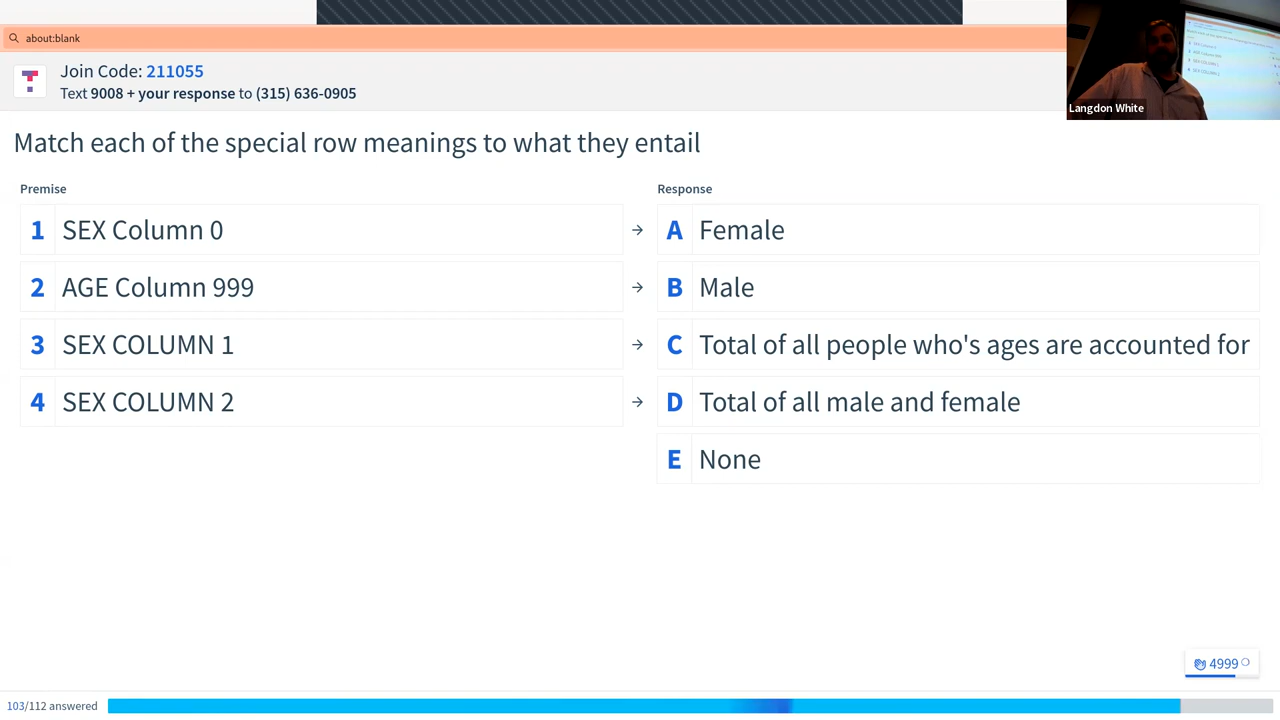 about:blank
Join Code: 211055
Text 9008 + your response to (315) 636-0905
Langdon White
Match each of the special row meanings to what they entail
Premise
Response
1 SEX Column 0 → A Female
2 AGE Column 999 → B Male
3 SEX COLUMN 1 → C Total of all people who's ages are accounted for
4 SEX COLUMN 2 → D Total of all male and female
E None
4999
103/112 answered